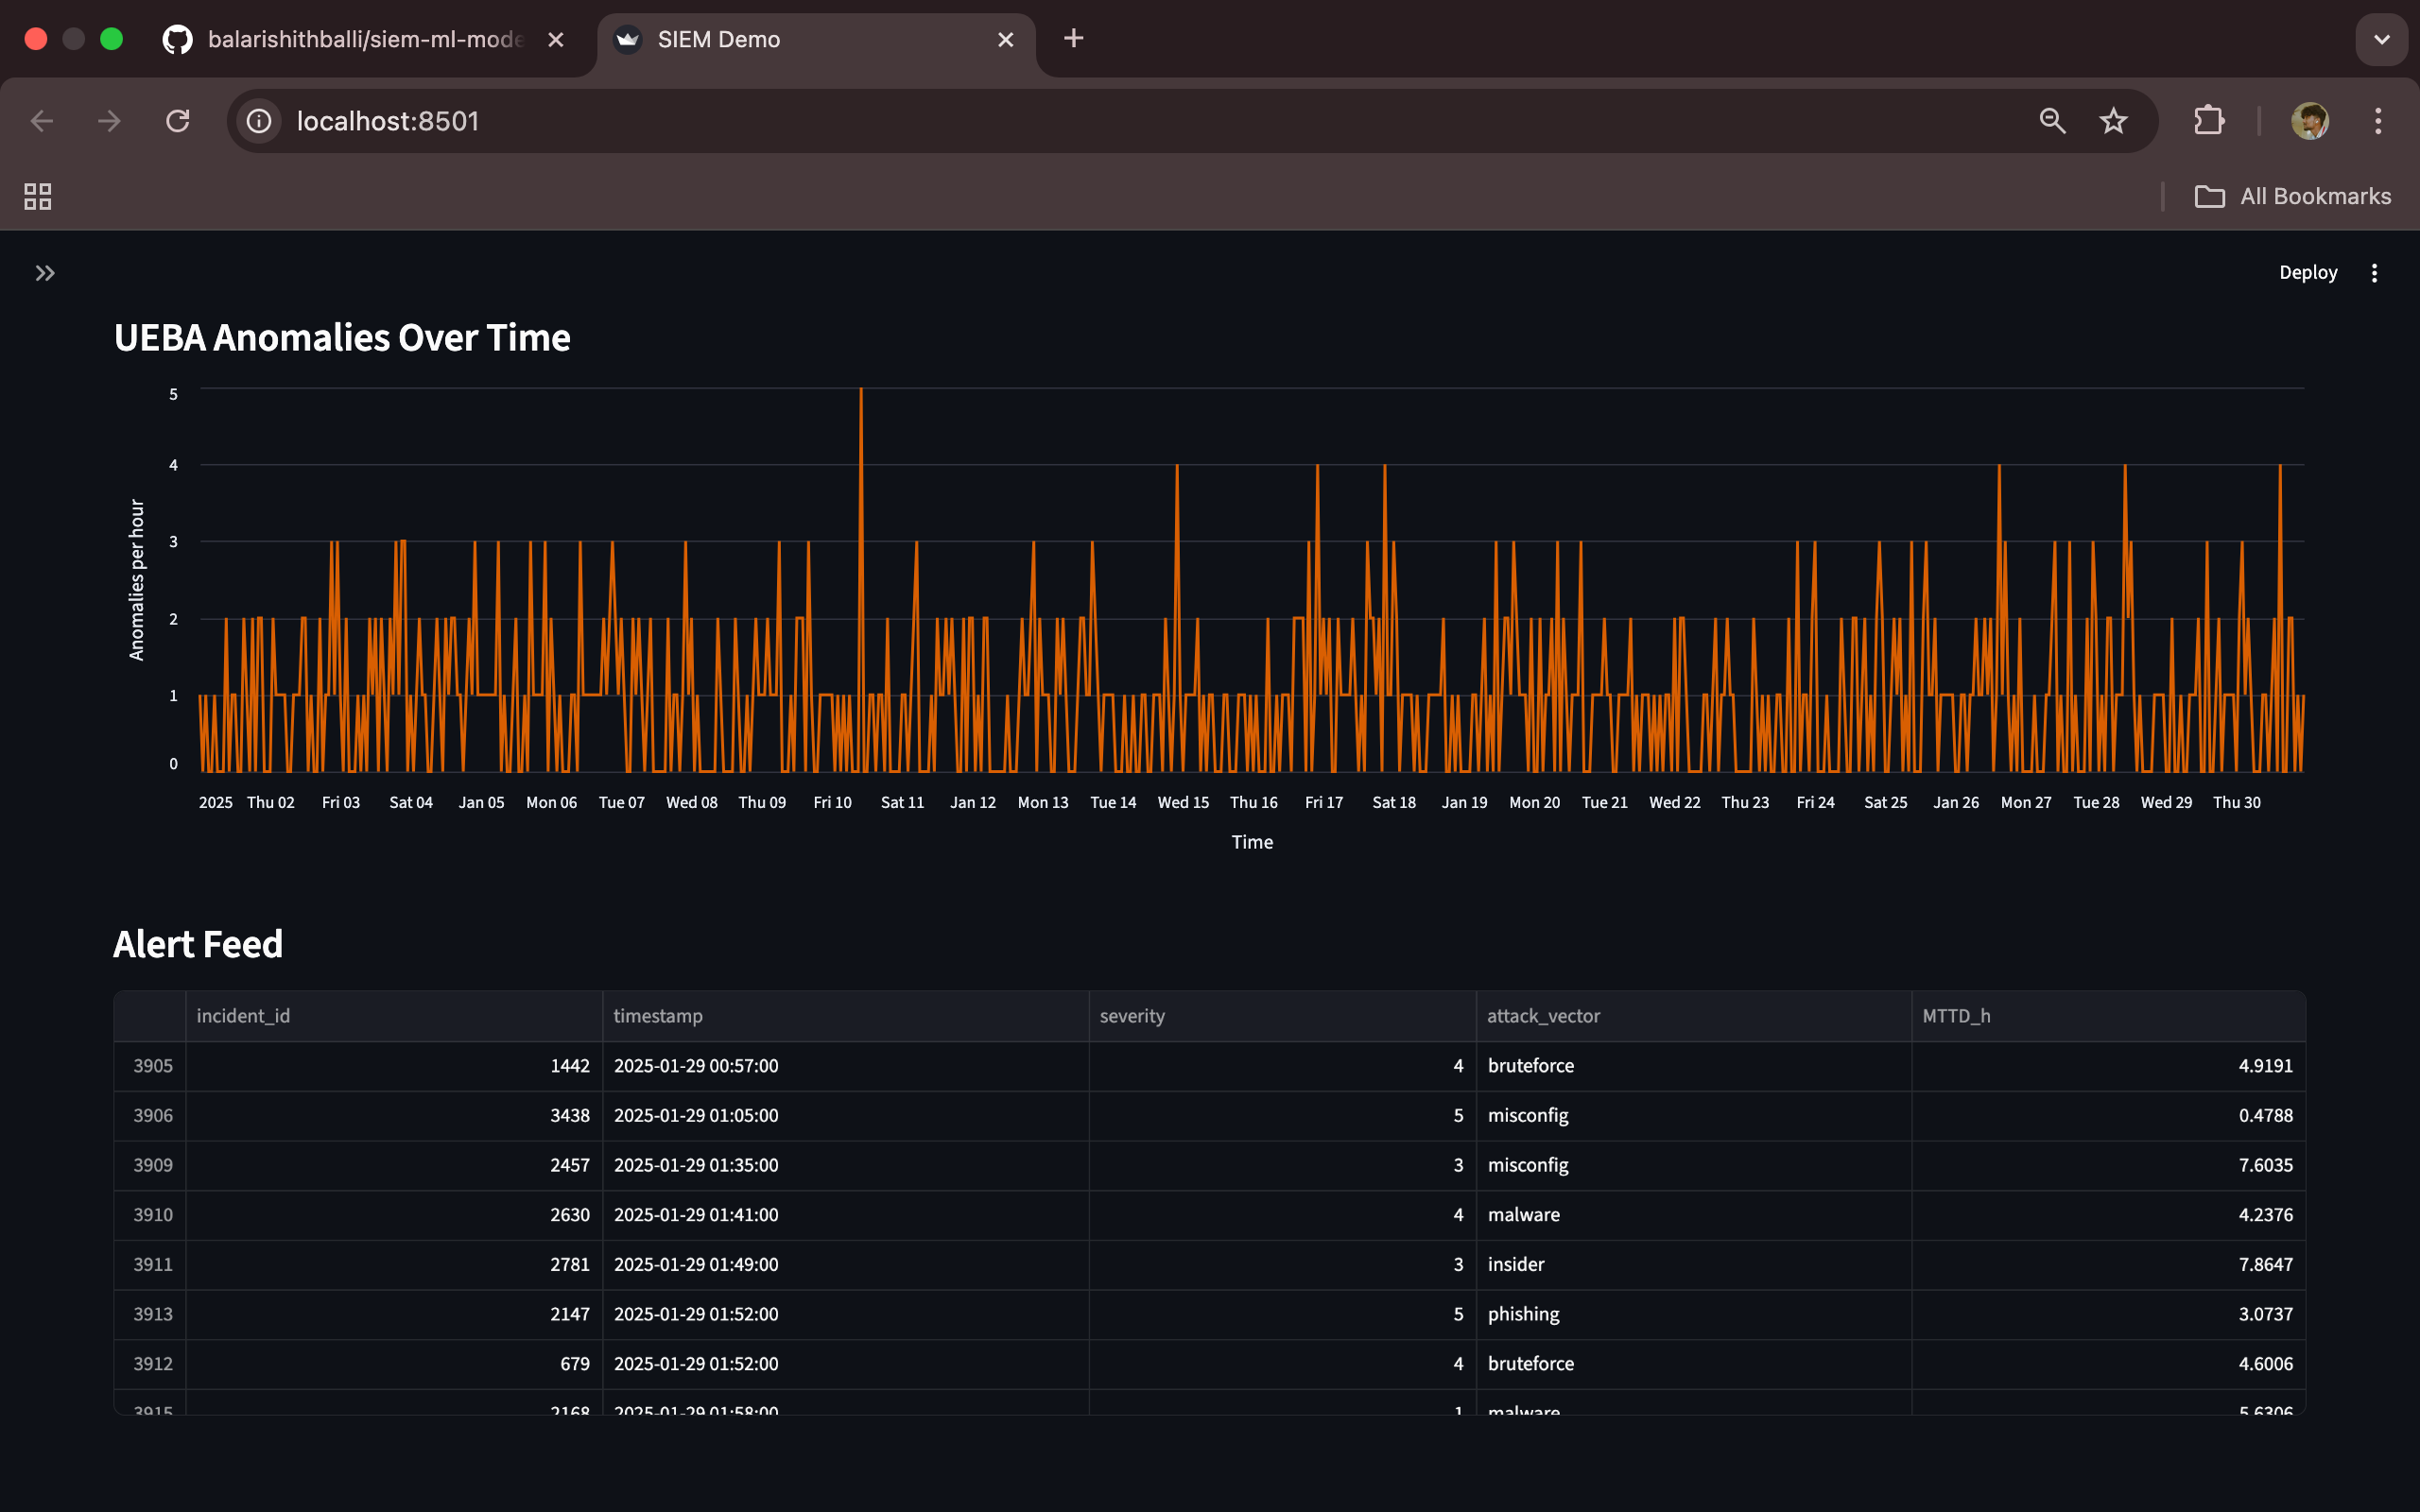 balarishithballi/siem-ml-mode
SIEM Demo
localhost:8501
All Bookmarks
Deploy
UEBA Anomalies Over Time
5
4
3
2
1
0
Anomalies per hour
2025 Thu 02 Fri 03 Sat 04 Jan 05 Mon 06 Tue 07 Wed 08 Thu 09 Fri 10 Sat 11 Jan 12 Mon 13 Tue 14 Wed 15 Thu 16 Fri 17 Sat 18 Jan 19 Mon 20 Tue 21 Wed 22 Thu 23 Fri 24 Sat 25 Jan 26 Mon 27 Tue 28 Wed 29 Thu 30
Time
Alert Feed
incident_id timestamp severity attack_vector MTTD_h
3905 1442 2025-01-29 00:57:00 4 bruteforce 4.9191
3906 3438 2025-01-29 01:05:00 5 misconfig 0.4788
3909 2457 2025-01-29 01:35:00 3 misconfig 7.6035
3910 2630 2025-01-29 01:41:00 4 malware 4.2376
3911 2781 2025-01-29 01:49:00 3 insider 7.8647
3913 2147 2025-01-29 01:52:00 5 phishing 3.0737
3912 679 2025-01-29 01:52:00 4 bruteforce 4.6006
3915 2168 2025-01-29 01:58:00 1 malware 5.6306